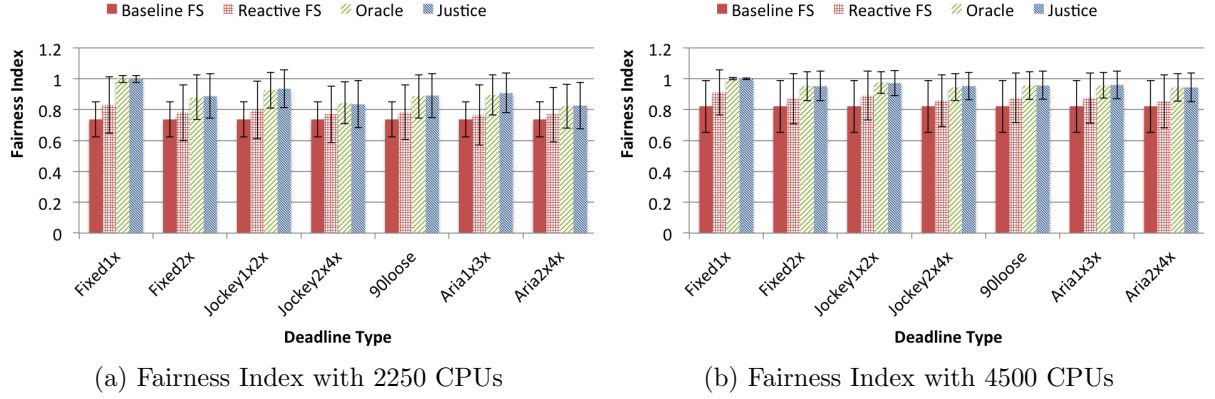 Baseline FS Reactive FS Oracle Justice
1.2
1
0.8
0.6
0.4
0.2
0
Fairness Index
Fixed1x
Fixed2x
Jockey1x2x
Jockey2x4x
90loose
Aria1x3x
Aria2x4x
Deadline Type
(a) Fairness Index with 2250 CPUs
Baseline FS Reactive FS Oracle Justice
1.2
1
0.8
0.6
0.4
0.2
0
Fairness Index
Fixed1x
Fixed2x
Jockey1x2x
Jockey2x4x
90loose
Aria1x3x
Aria2x4x
Deadline Type
(b) Fairness Index with 4500 CPUs